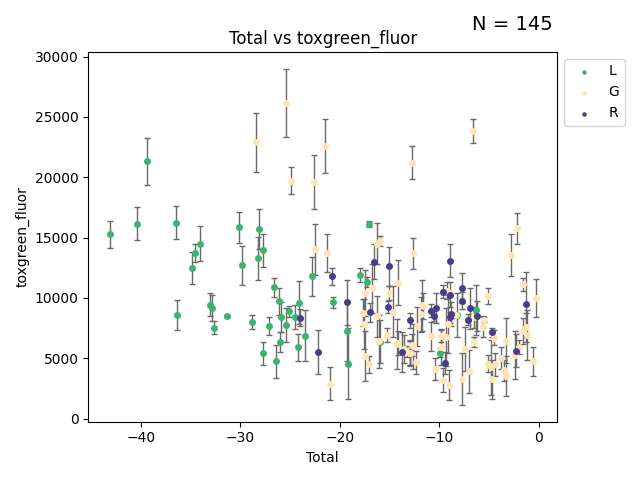 N = 145
Total vs toxgreen_fluor
30000
25000
20000
15000
10000
5000
0
toxgreen_fluor
−40 −30 −20 −10 0
Total
L
G
R